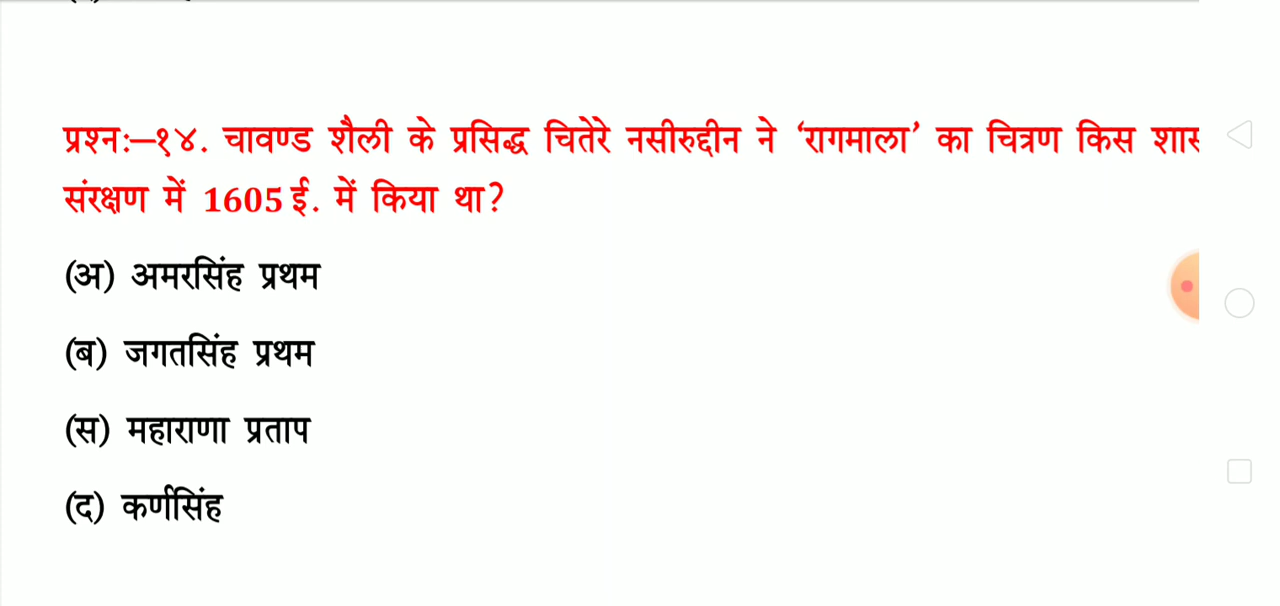 प्रश्न:–१४. चावण्ड शैली के प्रसिद्ध चितेरे नसीरुद्दीन ने ‘रागमाला’ का चित्रण किस
संरक्षण में 1605 ई. में किया था?
(अ) अमरसिंह प्रथम
(ब) जगतसिंह प्रथम
(स) महाराणा प्रताप
(द) कर्णसिंह